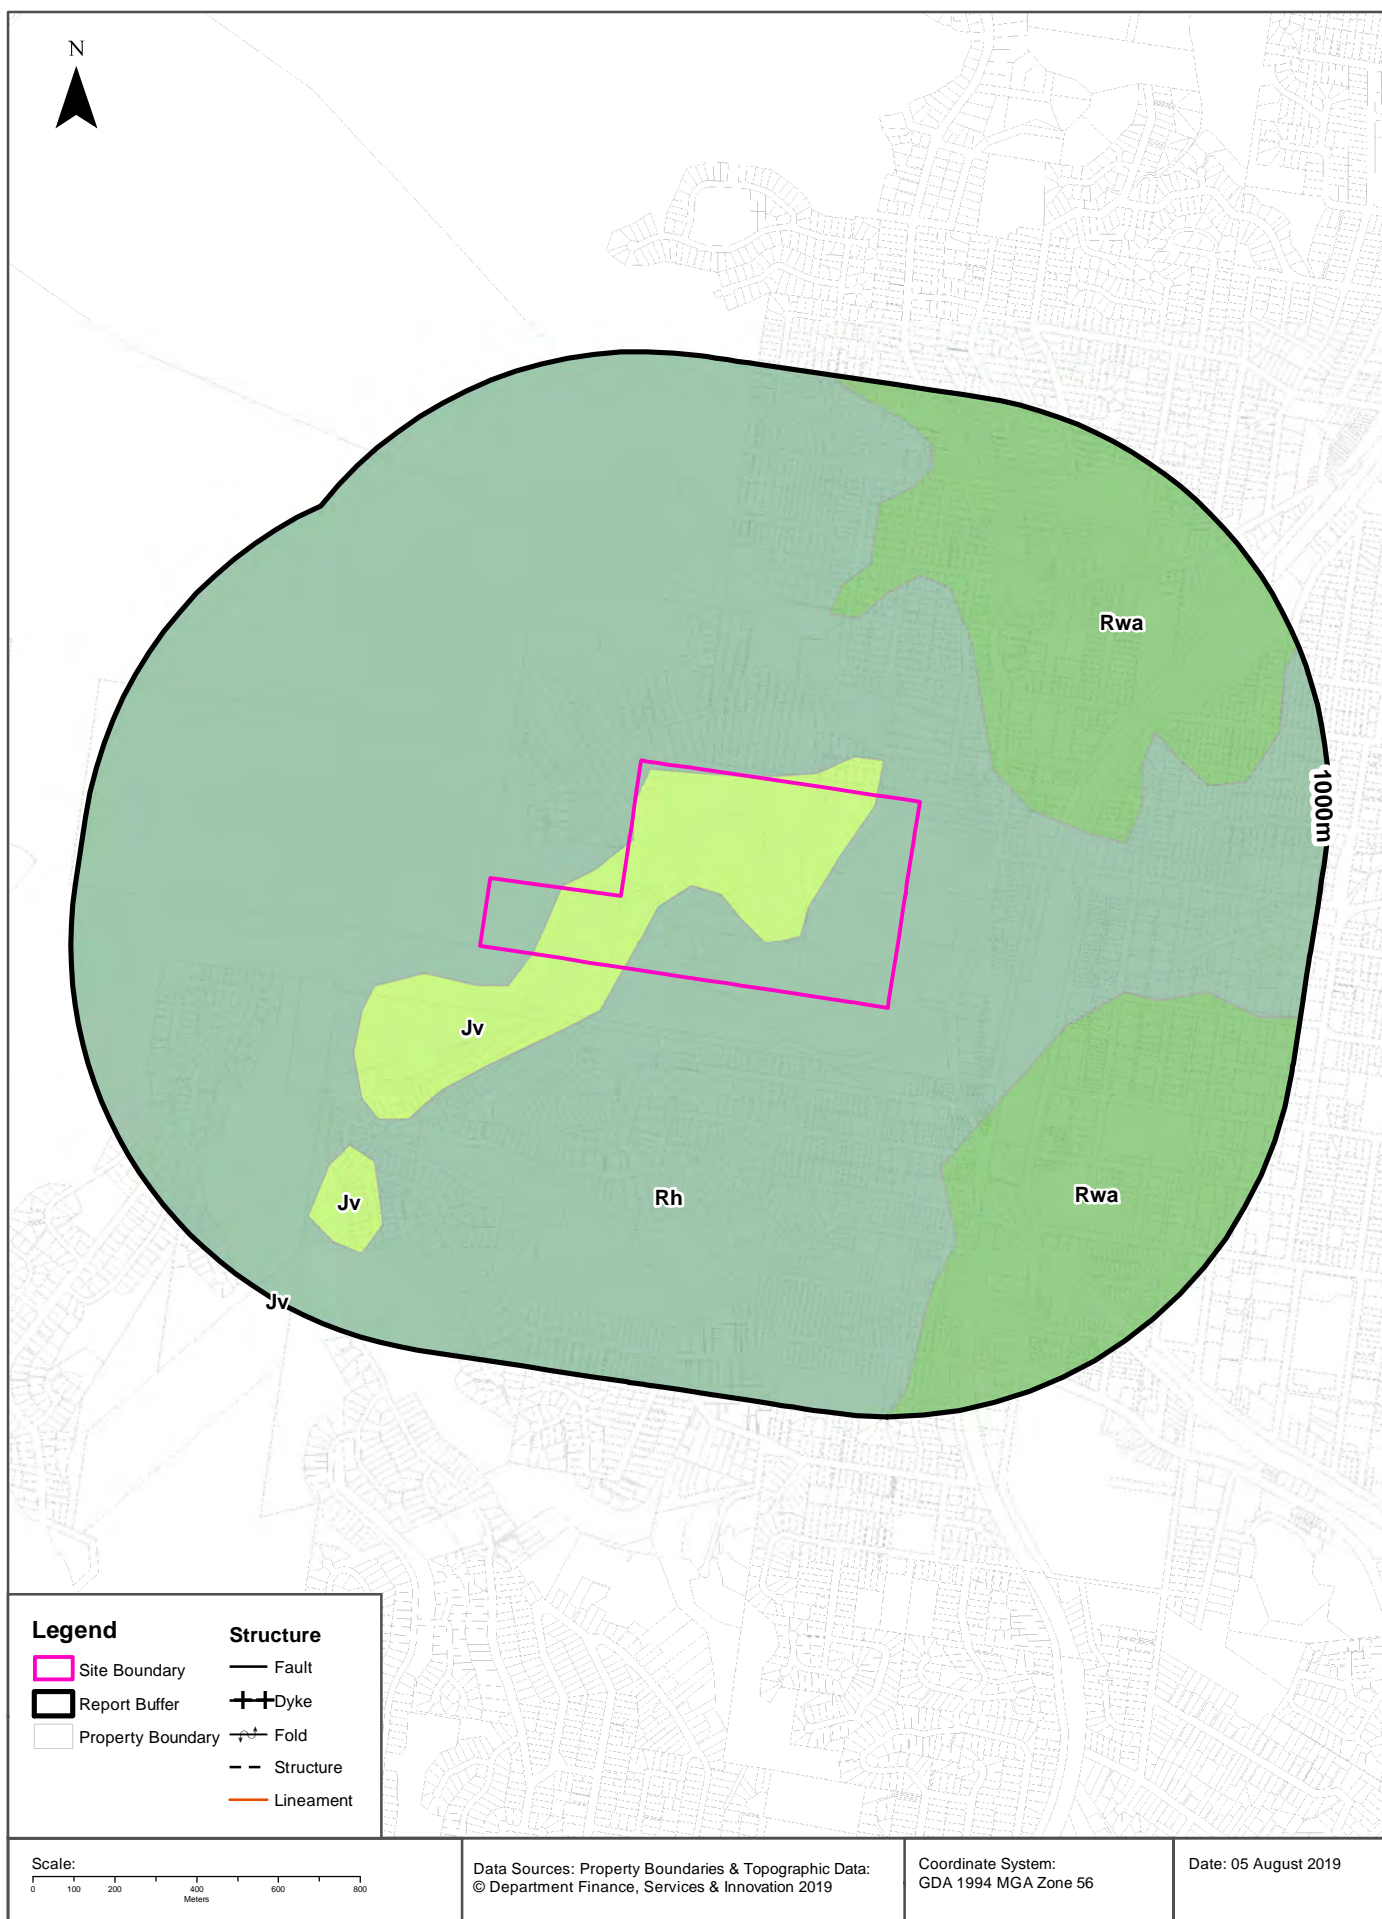 N
Rwa
1000m
Jv
Jv
Rh
Rwa
Jv
Legend
Site Boundary
Report Buffer
Property Boundary
Structure
Fault
Dyke
Fold
Structure
Lineament
Scale:
0 100 200 400 600 800
Meters
Data Sources: Property Boundaries & Topographic Data:
© Department Finance, Services & Innovation 2019
Coordinate System:
GDA 1994 MGA Zone 56
Date: 05 August 2019